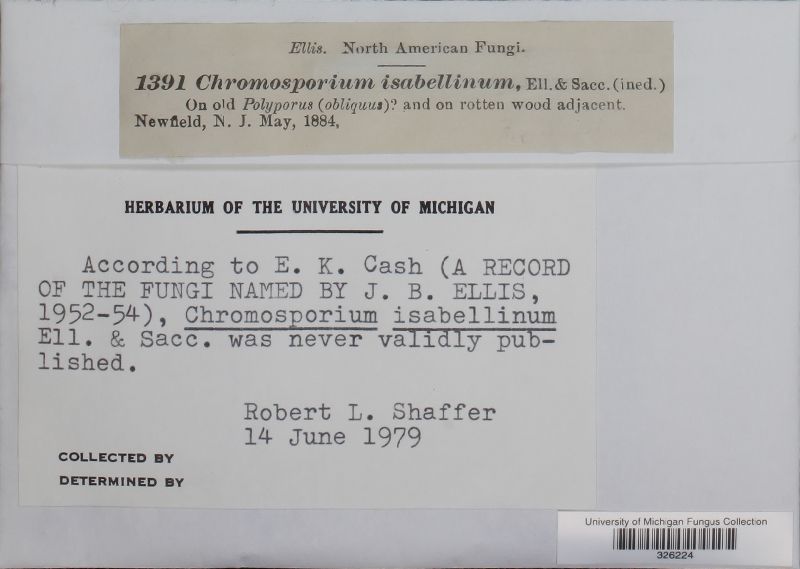 Ellis. North American Fungi.
1391 Chromosporium isabellinum, Ell. & Sacc. (ined.)
On old Polyporus (obliquus)? and on rotten wood adjacent.
Newfield, N. J. May, 1884,
HERBARIUM OF THE UNIVERSITY OF MICHIGAN
According to E. K. Cash (A RECORD
OF THE FUNGI NAMED BY J. B. ELLIS,
1952-54), Chromosporium isabellinum
Ell. & Sacc. was never validly pub-
lished.
Robert L. Shaffer
14 June 1979
COLLECTED BY
DETERMINED BY
University of Michigan Fungus Collection
326224